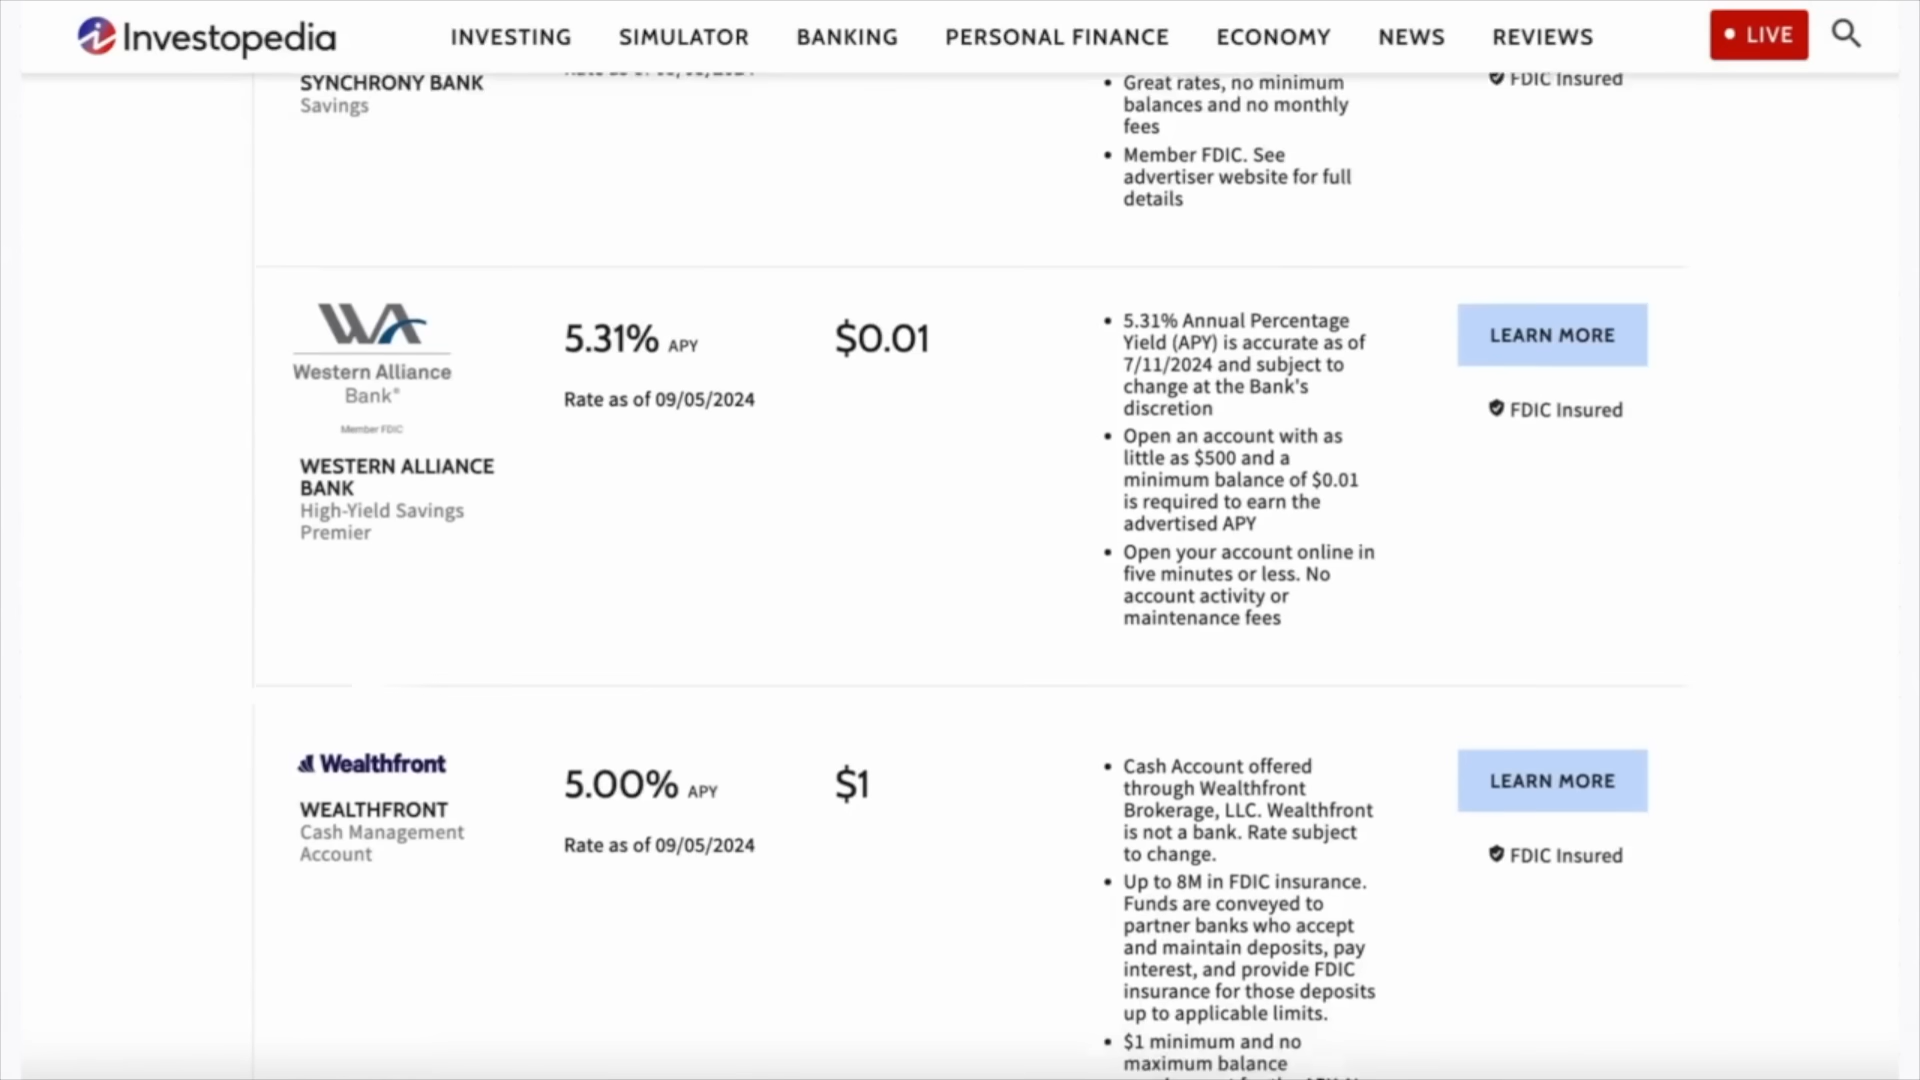 Investopedia
INVESTING SIMULATOR BANKING PERSONAL FINANCE ECONOMY NEWS REVIEWS
LIVE
SYNCHRONY BANK
Savings
• Great rates, no minimum
balances and no monthly
fees
• Member FDIC. See
advertiser website for full
details
FDIC Insured
WA
Western Alliance
Bank®
Member FDIC
WESTERN ALLIANCE
BANK
High-Yield Savings
Premier
5.31% APY
Rate as of 09/05/2024
$0.01
• 5.31% Annual Percentage
Yield (APY) is accurate as of
7/11/2024 and subject to
change at the Bank's
discretion
• Open an account with as
little as $500 and a
minimum balance of $0.01
is required to earn the
advertised APY
• Open your account online in
five minutes or less. No
account activity or
maintenance fees
LEARN MORE
FDIC Insured
Wealthfront
WEALTHFRONT
Cash Management
Account
5.00% APY
Rate as of 09/05/2024
$1
• Cash Account offered
through Wealthfront
Brokerage, LLC. Wealthfront
is not a bank. Rate subject
to change.
• Up to 8M in FDIC insurance.
Funds are conveyed to
partner banks who accept
and maintain deposits, pay
interest, and provide FDIC
insurance for those deposits
up to applicable limits.
• $1 minimum and no
maximum balance
LEARN MORE
FDIC Insured